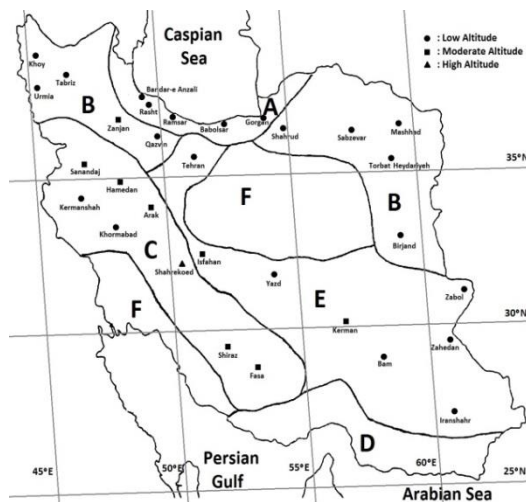 Caspian
Sea
: Low Altitude
: Moderate Altitude
: High Altitude
Khoy
Tabriz
Urmia
B
Zanjan
Bandar-e Anzali
Rasht
Ramsar
Qazvin
Babolsar
A
Gorgan
Shahrud
Sabzevar
Mashhad
Torbat Heydariyeh
35°N
Tehran
Sanandaj
Hamedan
Kermanshah
Arak
Khormabad
F
B
Birjand
C
Shahrekoed
Isfahan
Yazd
E
Zabol
30°N
F
Kerman
Zahedan
Shiraz
Fasa
Bam
Iranshahr
D
Persian
Gulf
45°E
50°E
55°E
60°E
25°N
Arabian Sea